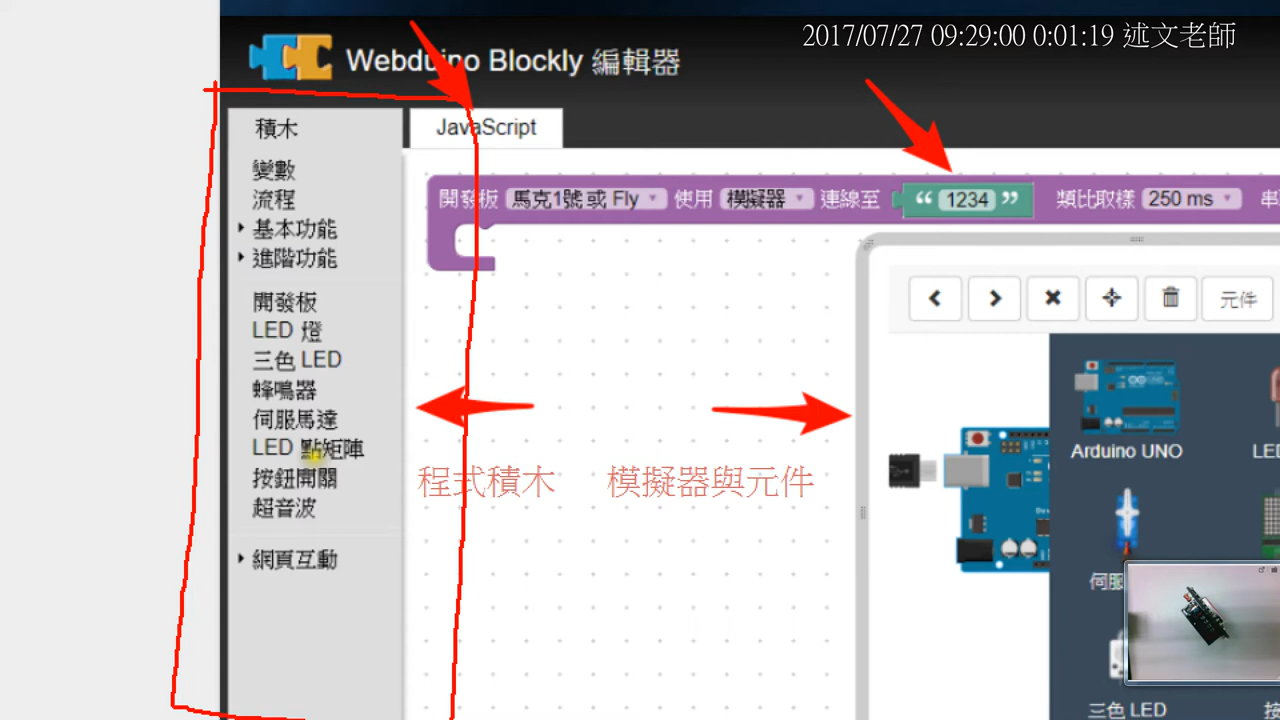 2017/07/27 09:29:00 0:01:19 述文老師
Webduino Blockly 編輯器
積木
JavaScript
變數
流程
基本功能
進階功能
開發板
LED 燈
三色 LED
蜂鳴器
伺服馬達
LED 點矩陣
按鈕開關
超音波
網頁互動
開發板 馬克1號 或 Fly 使用 模擬器 連線至 “ 1234 ” 類比取樣 250 ms 串
元件
Arduino UNO
LE
程式積木 模擬器與元件
伺服
三色 LED
按